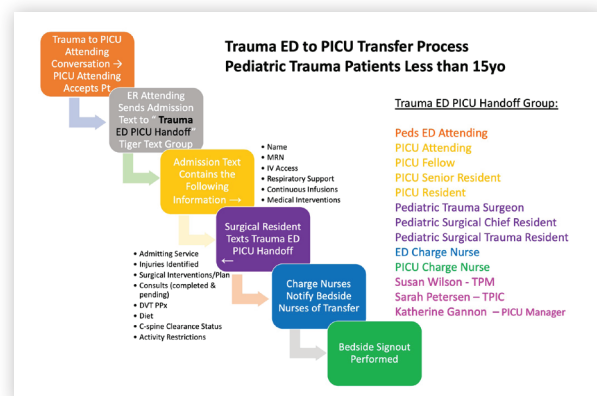 Trauma ED to PICU Transfer Process
Pediatric Trauma Patients Less than 15yo
Trauma to PICU
Attending
Conversation →
PICU Attending
Accepts Pt
ER Attending
Sends Admission
Text to " Trauma
ED PICU Handoff"
Tiger Text Group
Admission Text
Contains the
Following
Information →
• Name
• MRN
• IV Access
• Respiratory Support
• Continuous Infusions
• Medical Interventions
Surgical Resident
Texts Trauma ED
PICU Handoff
←
• Admitting Service
• Injuries Identified
• Surgical Interventions/Plan
• Consults (completed &
pending)
• DVT PPx
• Diet
• C-spine Clearance Status
• Activity Restrictions
Charge Nurses
Notify Bedside
Nurses of Transfer
Bedside Signout
Performed
Trauma ED PICU Handoff Group:
Peds ED Attending
PICU Attending
PICU Fellow
PICU Senior Resident
PICU Resident
Pediatric Trauma Surgeon
Pediatric Surgical Chief Resident
Pediatric Surgical Trauma Resident
ED Charge Nurse
PICU Charge Nurse
Susan Wilson - TPM
Sarah Petersen – TPIC
Katherine Gannon – PICU Manager